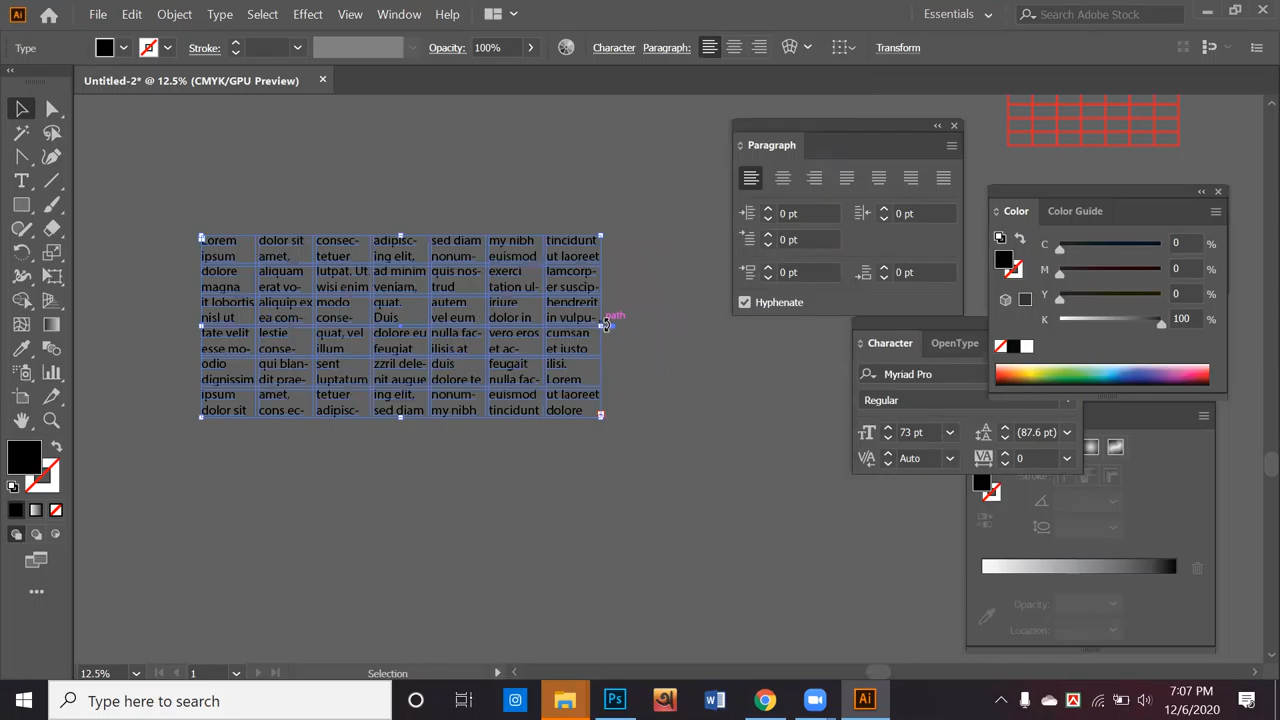 Ai File Edit Object Type Select Effect View Window Help Essentials Search Adobe Stock
Type Stroke: Opacity: 100% Character Paragraph: Transform
Untitled-2* @ 12.5% (CMYK/GPU Preview)
Lorem dolor sit consec- adipisc- sed diam my nibh tincidunt
ipsum amet, tetuer ing elit, nonum- euismod ut laoreet
dolore aliquam lutpat. Ut ad minim quis nos- exerci lamcorp-
magna erat vo- wisi enim veniam, trud tation ul- er suscip-
it lobortis aliquip ex modo quat. autem iriure hendrerit
nisl ut ea com- conse- Duis vel eum dolor in in vulpu-
tate velit lestie quat, vel dolore eu nulla fac- vero eros cumsan
esse mo- conse- illum feugiat ilisis at et ac- et iusto
odio qui blan- sent zzril dele- duis feugait ilisi.
dignissim dit prae- luptatum nit augue dolore te nulla fac- Lorem
ipsum amet, tetuer ing elit, nonum- euismod ut laoreet
dolor sit cons ec- adipisc- sed diam my nibh tincidunt dolore
path
Paragraph
0 pt 0 pt
0 pt
0 pt 0 pt
Hyphenate
Color Color Guide
C 0 %
M 0 %
Y 0 %
K 100 %
Character OpenType
Myriad Pro
Regular
73 pt (87.6 pt)
Auto 0
Stroke:
Opacity:
Location:
12.5% 1 Selection
Type here to search
7:07 PM
12/6/2020